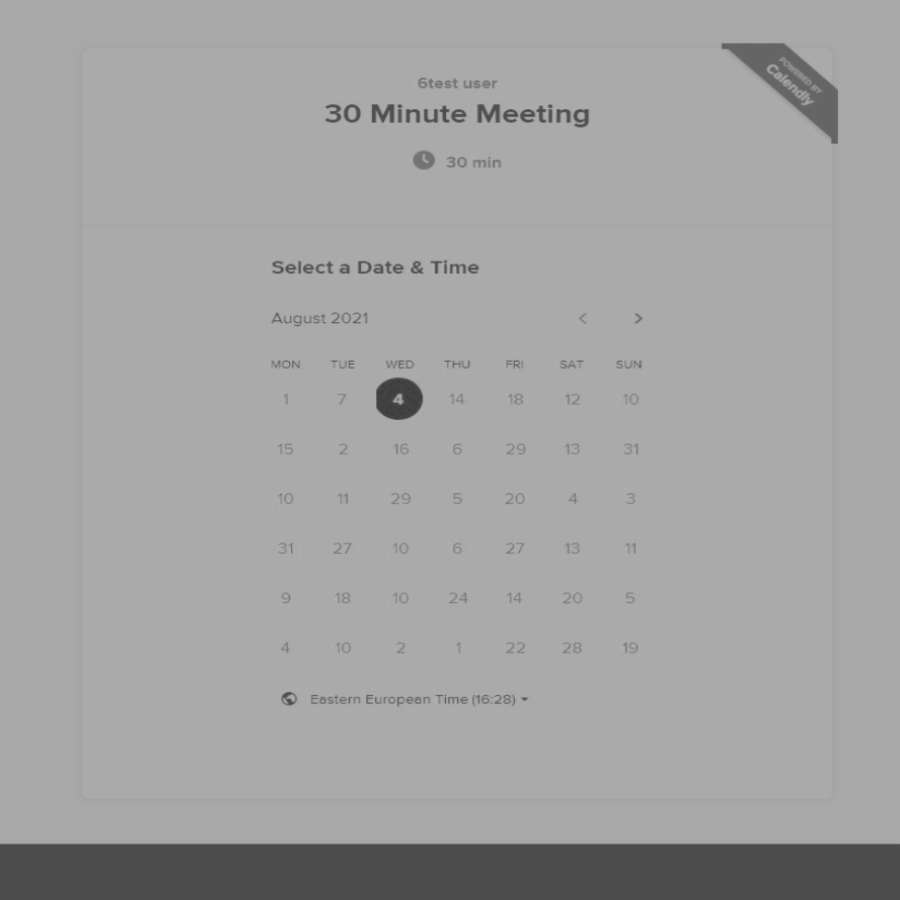 POWERED BY
Calendly
6test user
30 Minute Meeting
30 min
Select a Date & Time
August 2021
MON TUE WED THU FRI SAT SUN
1 7 4 14 18 12 10
15 2 16 6 29 13 31
10 11 29 5 20 4 3
31 27 10 6 27 13 11
9 18 10 24 14 20 5
4 10 2 1 22 28 19
Eastern European Time (16:28)